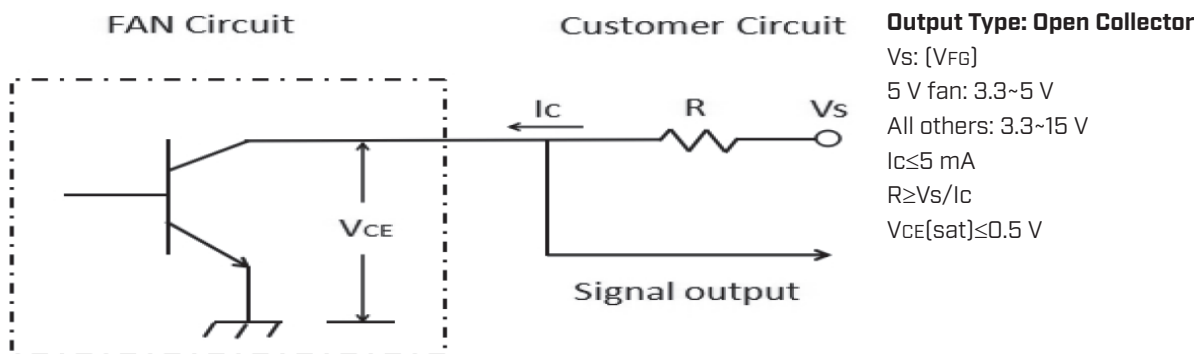 FAN Circuit
Customer Circuit
Ic
R
Vs
VCE
Signal output
Output Type: Open Collector
Vs: (VFG)
5 V fan: 3.3~5 V
All others: 3.3~15 V
Ic≤5 mA
R≥Vs/Ic
VCE(sat)≤0.5 V